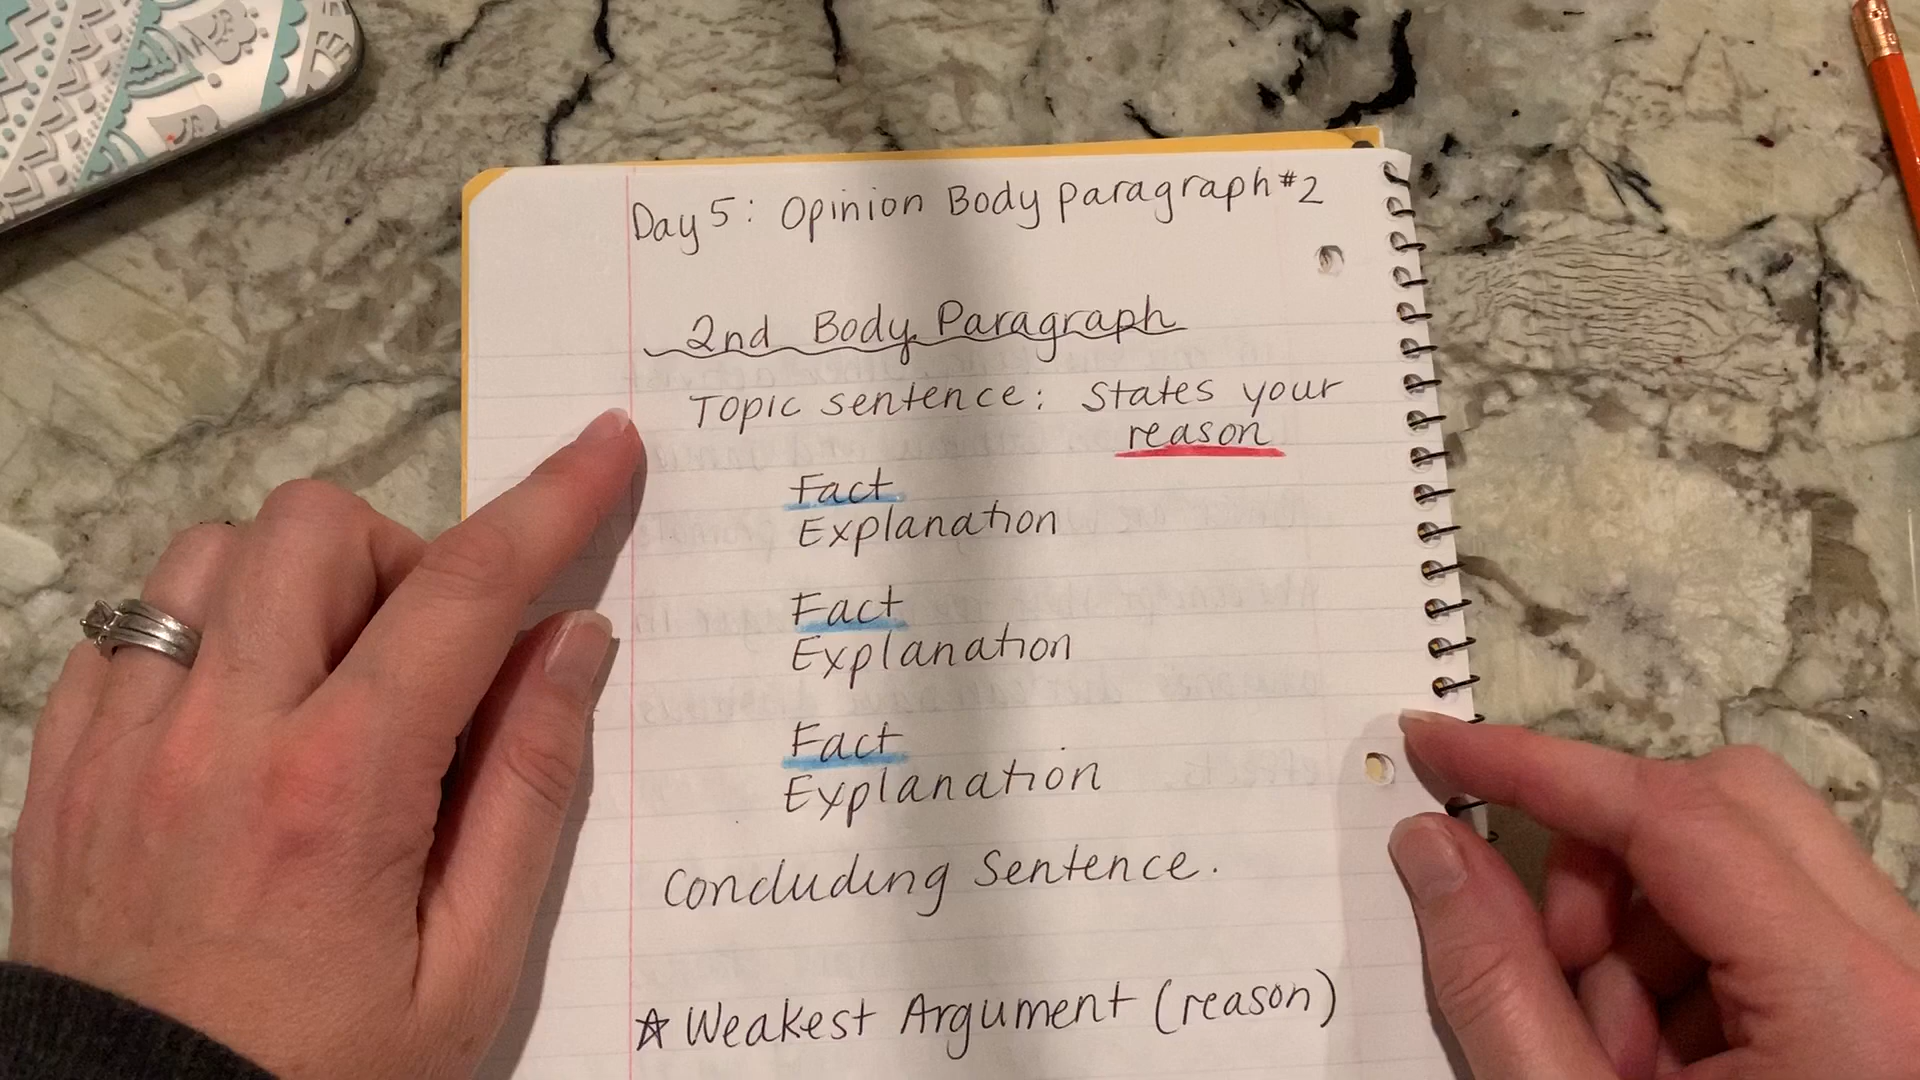 Day 5: Opinion Body Paragraph #2
2nd Body Paragraph
Topic sentence: States your
reason
Fact
Explanation
Fact
Explanation
Fact
Explanation
Concluding Sentence.
☆ Weakest Argument (reason)